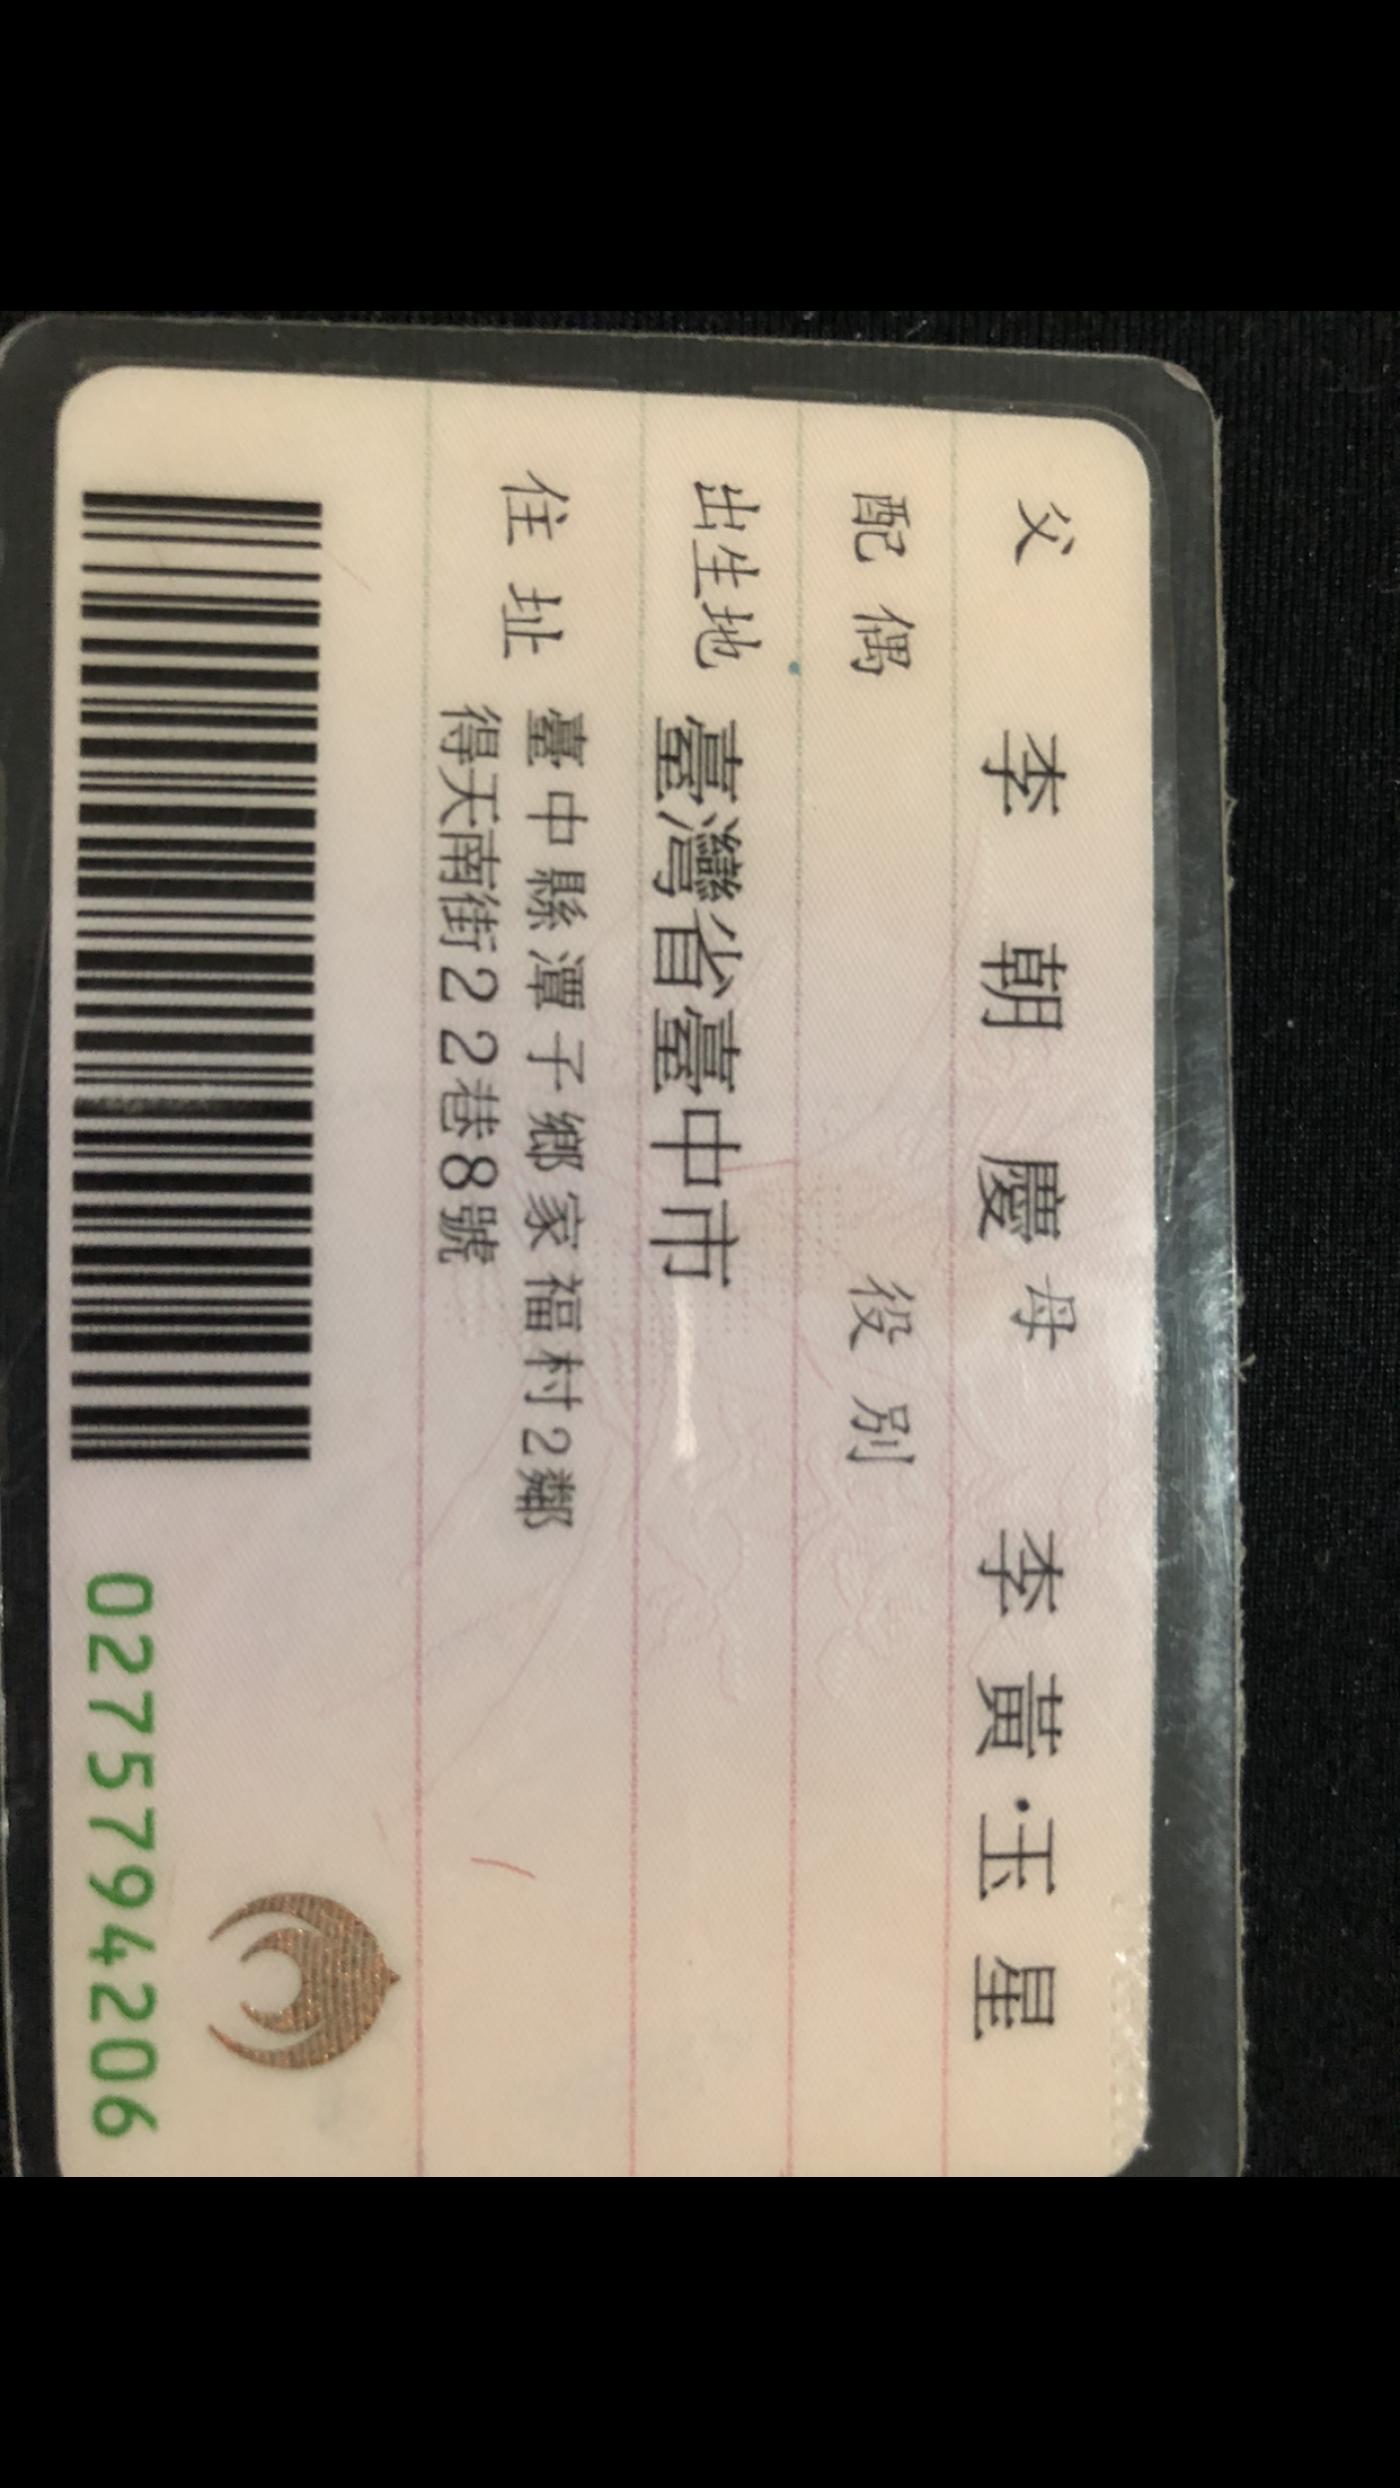 父 李朝慶 母 李黃玉星
配偶 役別
出生地 臺灣省臺中市
住址 臺中縣潭子鄉家福村2鄰
得天南街22巷8號
0275794206